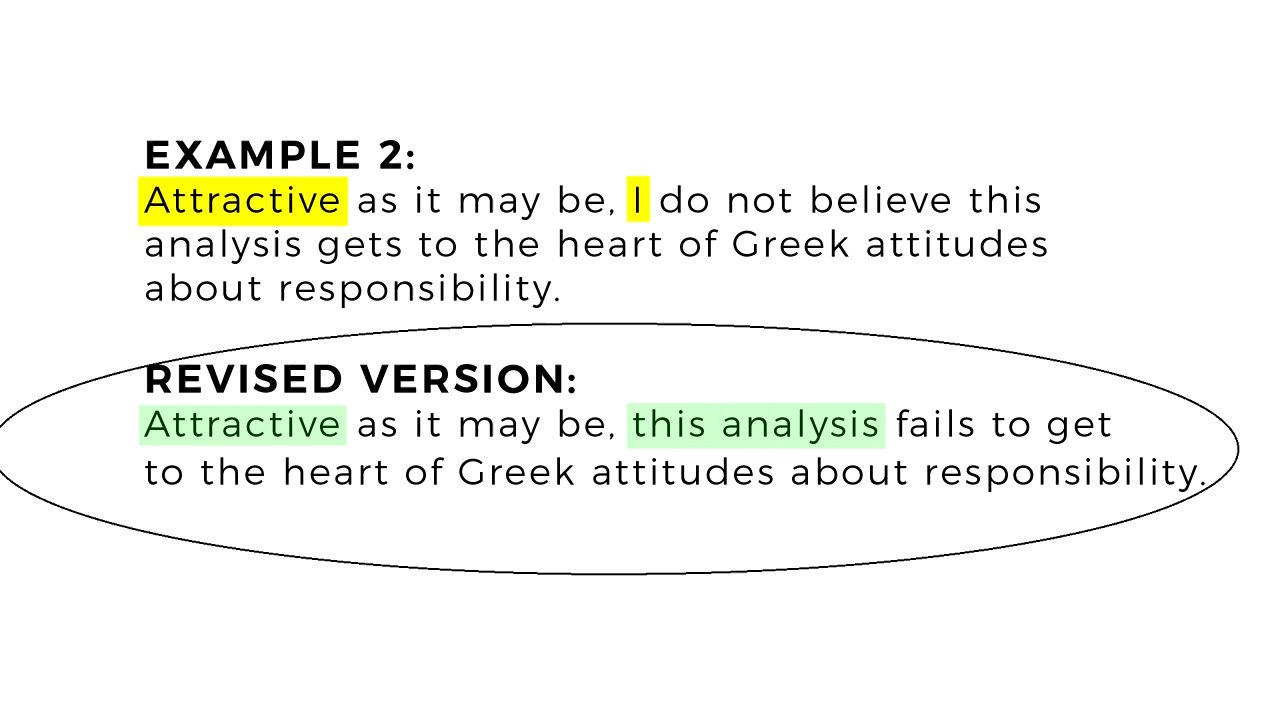 EXAMPLE 2:
Attractive as it may be, I do not believe this
analysis gets to the heart of Greek attitudes
about responsibility.
REVISED VERSION:
Attractive as it may be, this analysis fails to get
to the heart of Greek attitudes about responsibility.